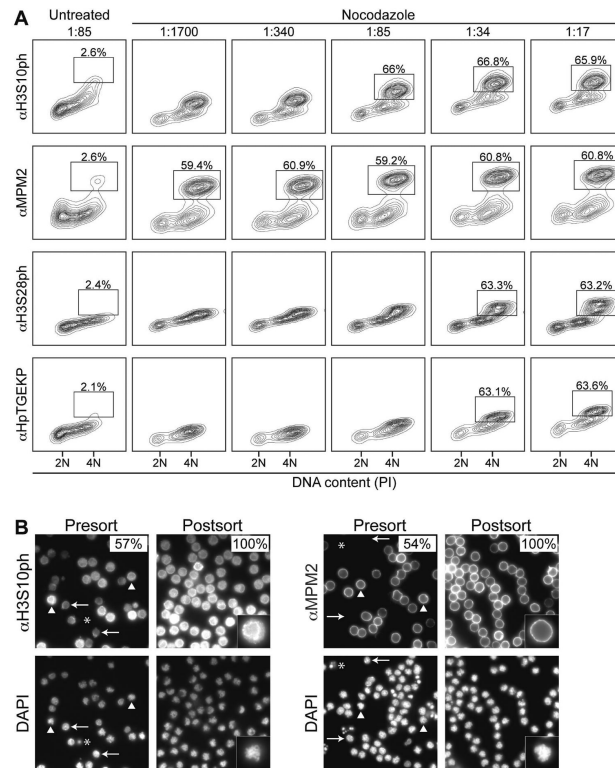 A
Untreated
Nocodazole
1:85 1:1700 1:340 1:85 1:34 1:17
αH3S10ph
2.6% 66% 66.8% 65.9%
αMPM2
2.6% 59.4% 60.9% 59.2% 60.8% 60.8%
αH3S28ph
2.4% 63.3% 63.2%
αHpTGEKP
2.1% 63.1% 63.6%
2N 4N 2N 4N 2N 4N 2N 4N 2N 4N 2N 4N
DNA content (PI)
B
Presort Postsort Presort Postsort
αH3S10ph 57% * 100% αMPM2 * 54% 100%
DAPI * DAPI *